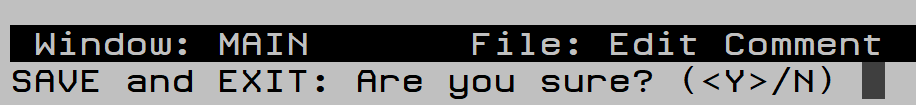 Window: MAIN File: Edit Comment
SAVE and EXIT: Are you sure? (<Y>/N)